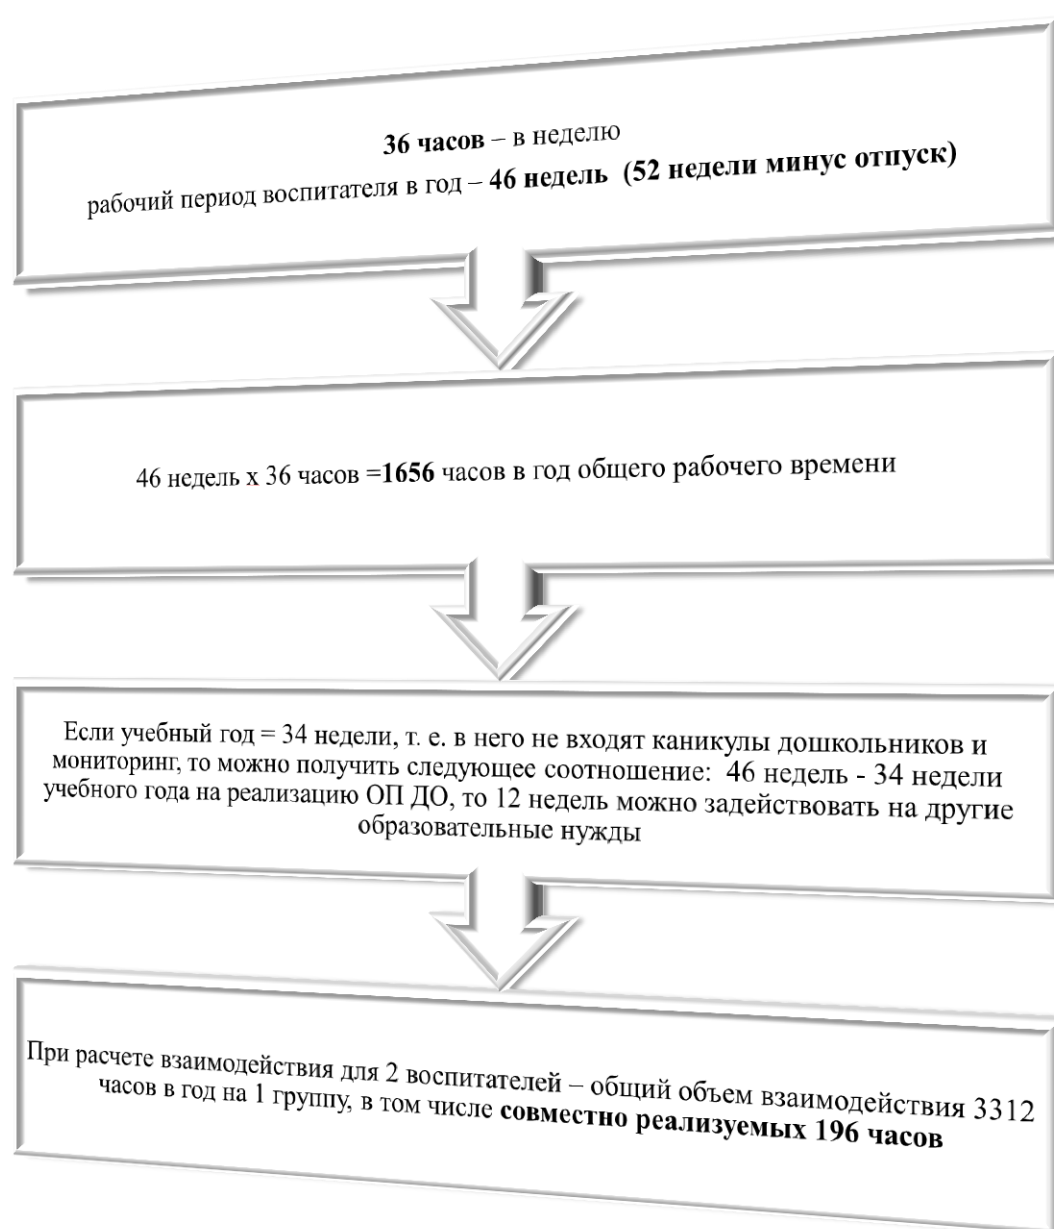 36 часов – в неделю
рабочий период воспитателя в год – 46 недель (52 недели минус отпуск)
46 недель х 36 часов =1656 часов в год общего рабочего времени
Если учебный год = 34 недели, т. е. в него не входят каникулы дошкольников и
мониторинг, то можно получить следующее соотношение: 46 недель - 34 недели
учебного года на реализацию ОП ДО, то 12 недель можно задействовать на другие
образовательные нужды
При расчете взаимодействия для 2 воспитателей – общий объем взаимодействия 3312
часов в год на 1 группу, в том числе совместно реализуемых 196 часов